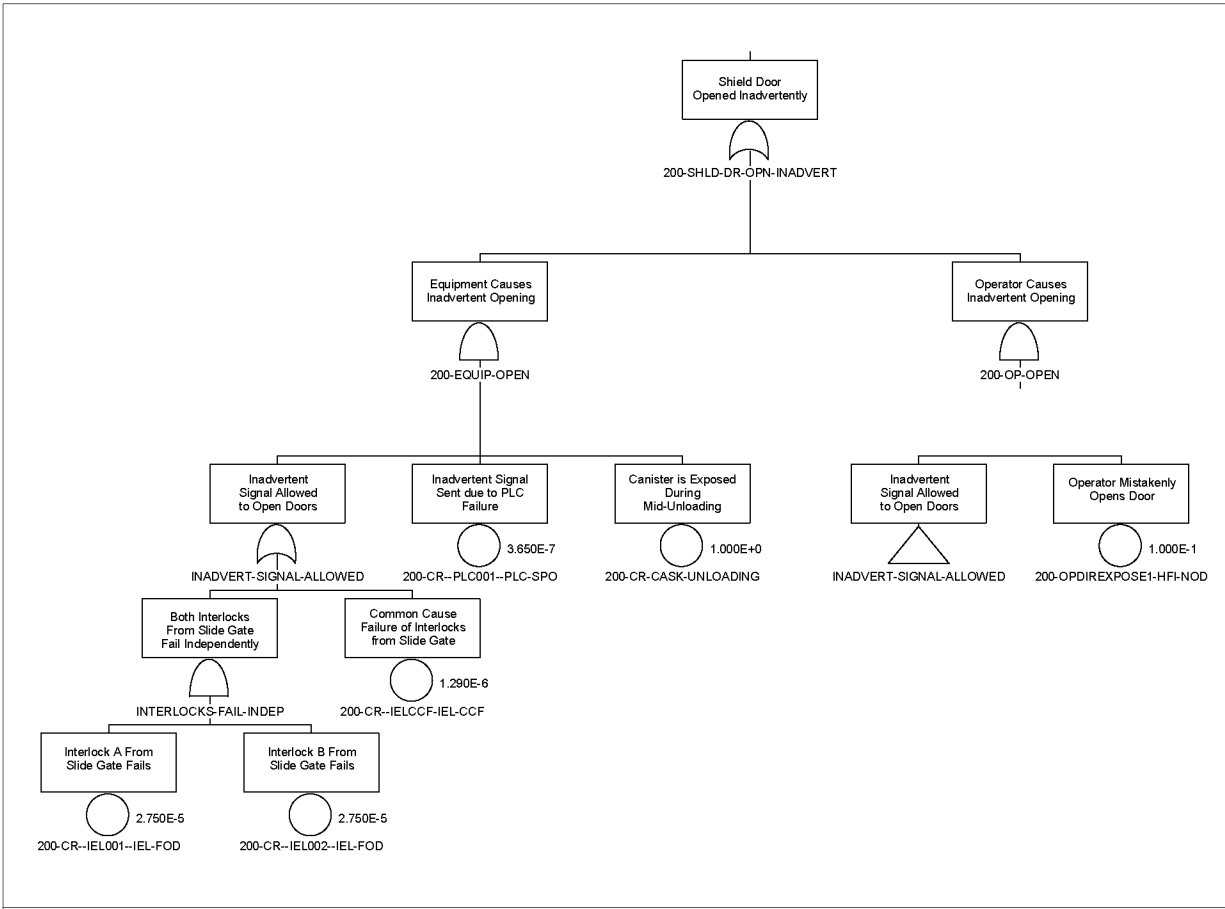 Shield Door
Opened Inadvertently
200-SHLD-DR-OPN-INADVERT
Equipment Causes
Inadvertent Opening
200-EQUIP-OPEN
Operator Causes
Inadvertent Opening
200-OP-OPEN
Inadvertent
Signal Allowed
to Open Doors
INADVERT-SIGNAL-ALLOWED
Inadvertent Signal
Sent due to PLC
Failure
3.650E-7
200-CR--PLC001--PLC-SPO
Canister is Exposed
During
Mid-Unloading
1.000E+0
200-CR-CASK-UNLOADING
Inadvertent
Signal Allowed
to Open Doors
INADVERT-SIGNAL-ALLOWED
Operator Mistakenly
Opens Door
1.000E-1
200-OPDIREXPOSE1-HFI-NOD
Both Interlocks
From Slide Gate
Fail Independently
INTERLOCKS-FAIL-INDEP
Common Cause
Failure of Interlocks
from Slide Gate
1.290E-6
200-CR--IELCCF-IEL-CCF
Interlock A From
Slide Gate Fails
2.750E-5
200-CR--IEL001--IEL-FOD
Interlock B From
Slide Gate Fails
2.750E-5
200-CR--IEL002--IEL-FOD